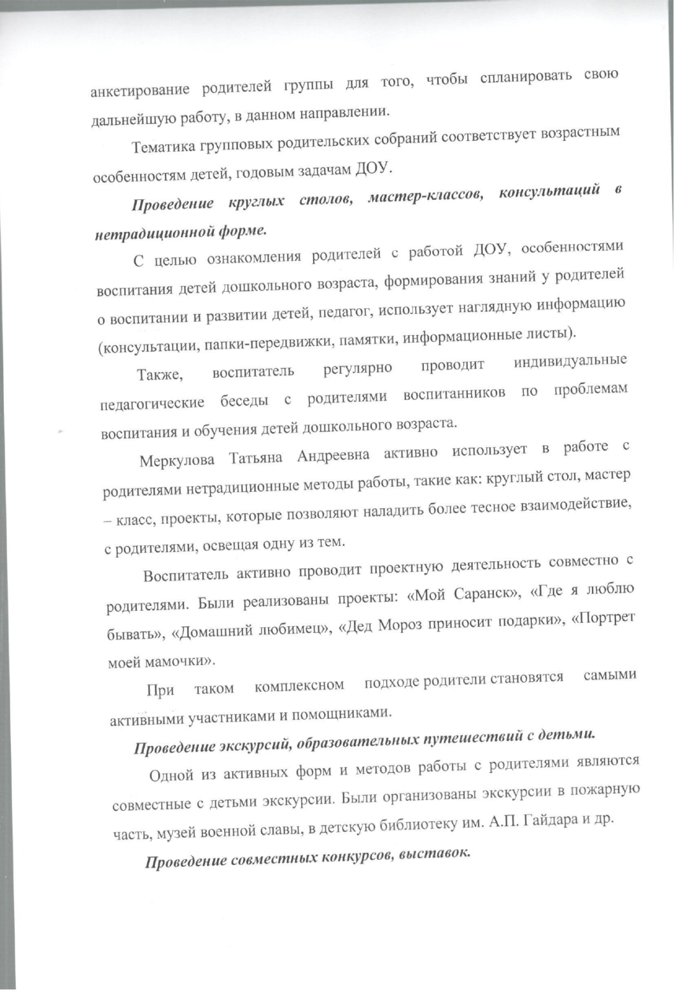 анкетирование родителей группы для того, чтобы спланировать свою
дальнейшую работу, в данном направлении.
Тематика групповых родительских собраний соответствует возрастным
особенностям детей, годовым задачам ДОУ.
Проведение круглых столов, мастер-классов, консультаций в
нетрадиционной форме.
С целью ознакомления родителей с работой ДОУ, особенностями
воспитания детей дошкольного возраста, формирования знаний у родителей
о воспитании и развитии детей, педагог, использует наглядную информацию
(консультации, папки-передвижки, памятки, информационные листы).
Также, воспитатель регулярно проводит индивидуальные
педагогические беседы с родителями воспитанников по проблемам
воспитания и обучения детей дошкольного возраста.
Меркулова Татьяна Андреевна активно использует в работе с
родителями нетрадиционные методы работы, такие как: круглый стол, мастер
– класс, проекты, которые позволяют наладить более тесное взаимодействие,
с родителями, освещая одну из тем.
Воспитатель активно проводит проектную деятельность совместно с
родителями. Были реализованы проекты: «Мой Саранск», «Где я люблю
бывать», «Домашний любимец», «Дед Мороз приносит подарки», «Портрет
моей мамочки».
При таком комплексном подходе родители становятся самыми
активными участниками и помощниками.
Проведение экскурсий, образовательных путешествий с детьми.
Одной из активных форм и методов работы с родителями являются
совместные с детьми экскурсии. Были организованы экскурсии в пожарную
часть, музей военной славы, в детскую библиотеку им. А.П. Гайдара и др.
Проведение совместных конкурсов, выставок.